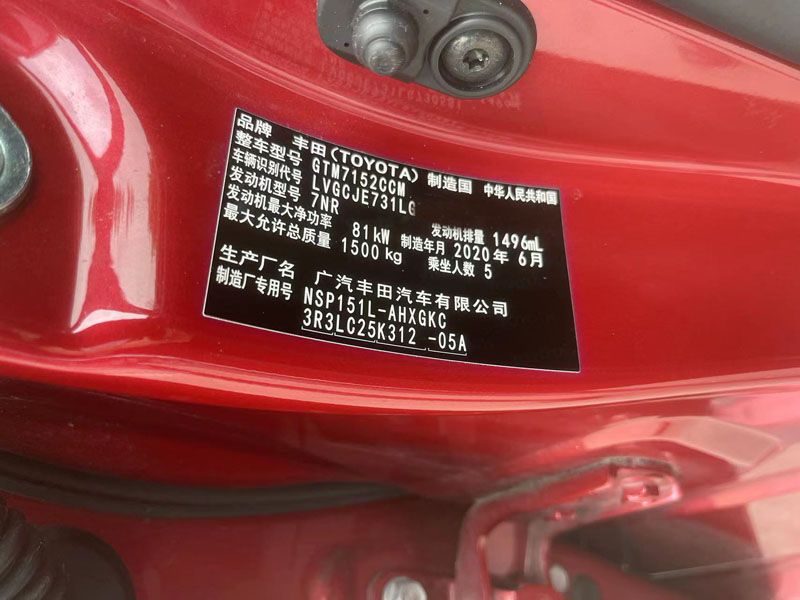 品牌 丰田(TOYOTA) 制造国 中华人民共和国
整车型号 GTM7152CCM
车辆识别代号 LVGCJE731LG
发动机型号 7NR 发动机排量 1496mL
发动机最大净功率 81kW 制造年月 2020年6月
最大允许总质量 1500kg 乘坐人数 5
生产厂名 广汽丰田汽车有限公司
制造厂专用号 NSP151L-AHXGKC
3R3LC25K312 -05A